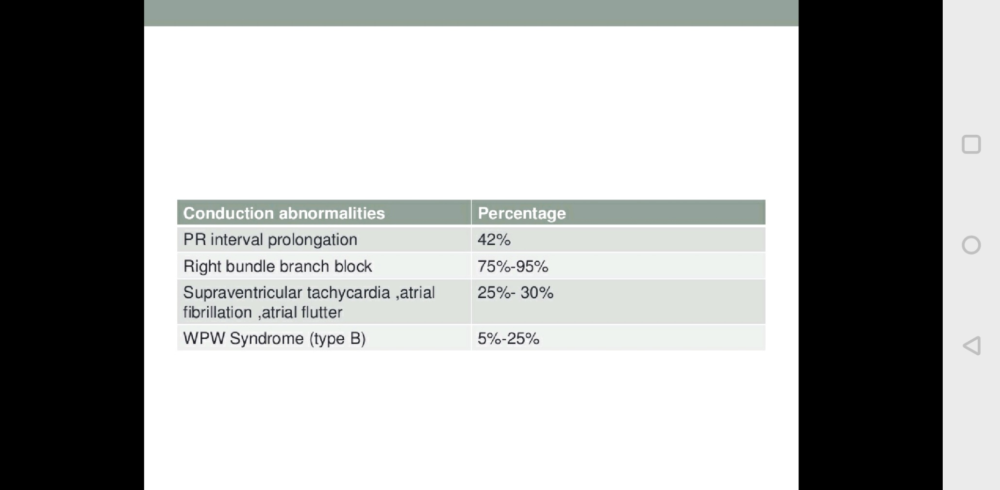 Conduction abnormalities Percentage
PR interval prolongation 42%
Right bundle branch block 75%-95%
Supraventricular tachycardia ,atrial 25%- 30%
fibrillation ,atrial flutter
WPW Syndrome (type B) 5%-25%